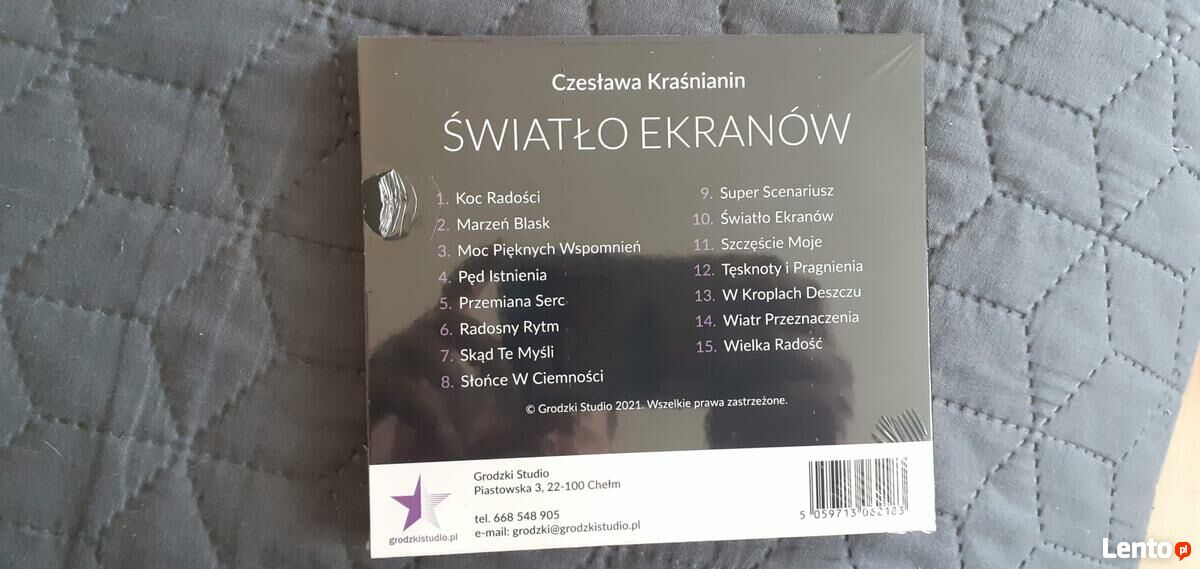 Czesława Kraśnianin
ŚWIATŁO EKRANÓW
1. Koc Radości
2. Marzeń Blask
3. Moc Pięknych Wspomnień
4. Pęd Istnienia
5. Przemiana Serc
6. Radosny Rytm
7. Skąd Te Myśli
8. Słońce W Ciemności
9. Super Scenariusz
10. Światło Ekranów
11. Szczęście Moje
12. Tęsknoty i Pragnienia
13. W Kroplach Deszczu
14. Wiatr Przeznaczenia
15. Wielka Radość
© Grodzki Studio 2021. Wszelkie prawa zastrzeżone.
Grodzki Studio
Piastowska 3, 22-100 Chełm
tel. 668 548 905
e-mail: grodzki@grodzkistudio.pl
grodzkistudio.pl
5 059713 062183
Lento pl